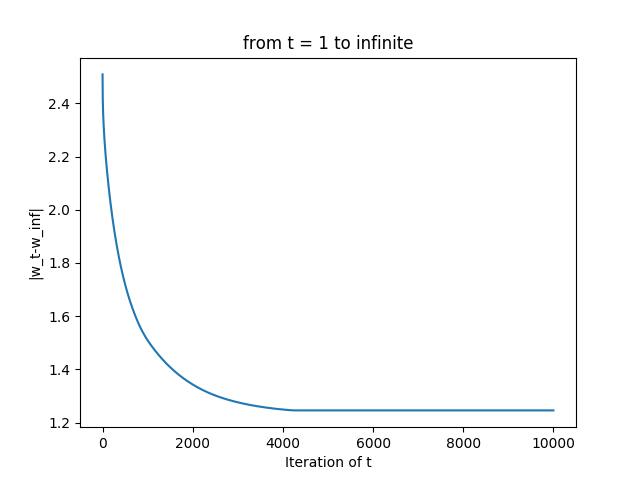 from t = 1 to infinite
|w_t-w_inf|
2.4
2.2
2.0
1.8
1.6
1.4
1.2
0 2000 4000 6000 8000 10000
Iteration of t